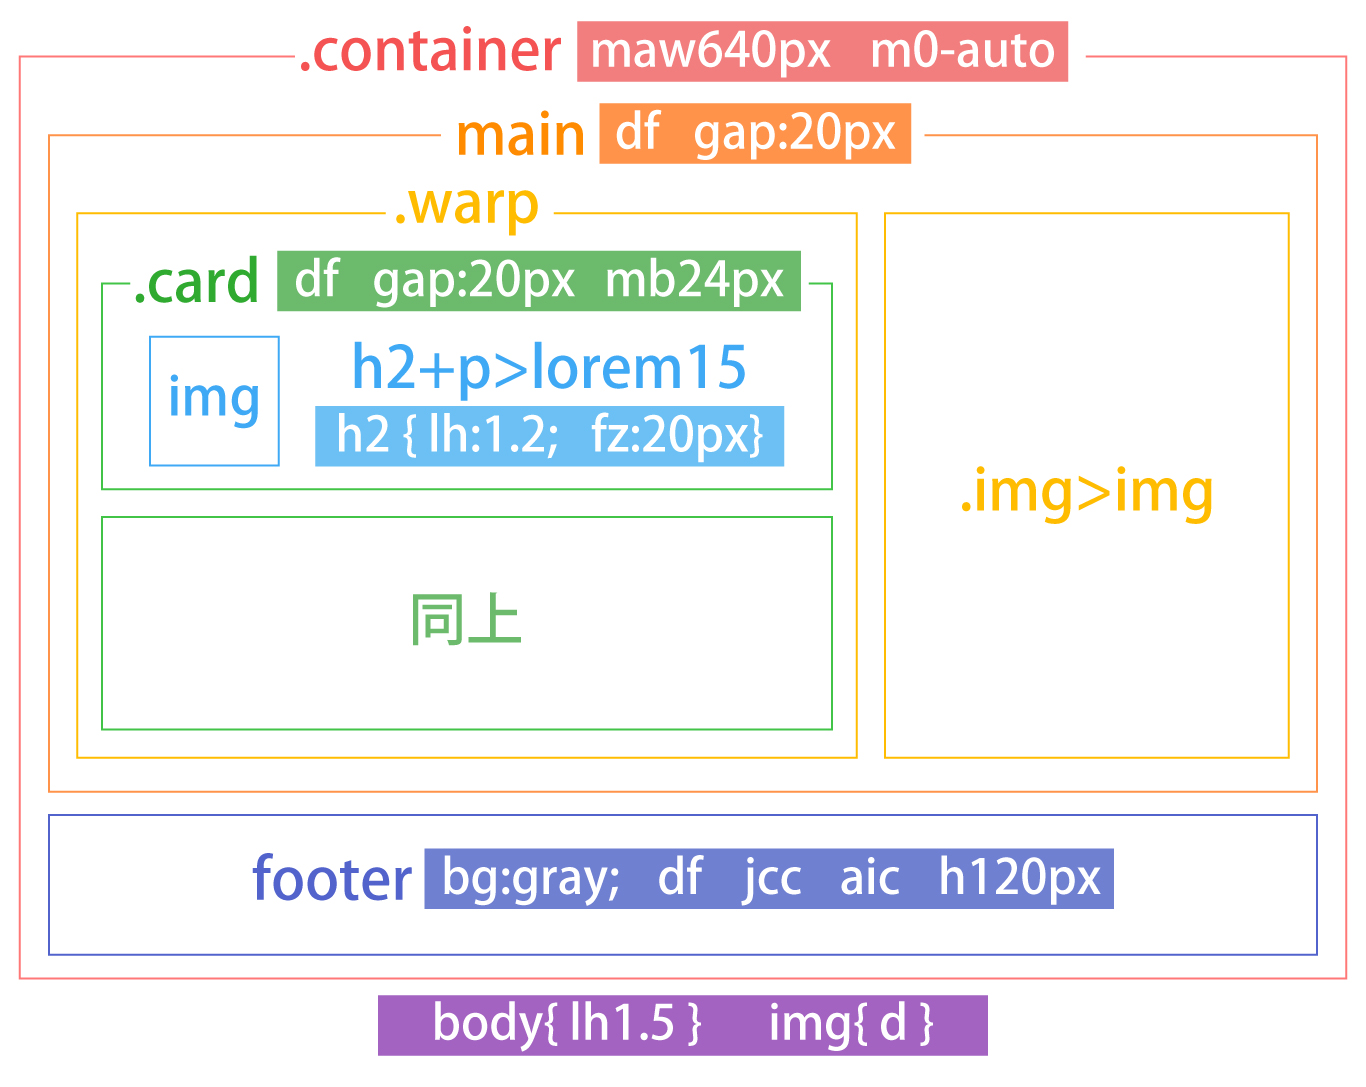 .container maw640px m0-auto
main df gap:20px
.warp
.card df gap:20px mb24px
img
h2+p>lorem15
h2 { lh:1.2; fz:20px}
.img>img
同上
footer bg:gray; df jcc aic h120px
body{ lh1.5 } img{ d }